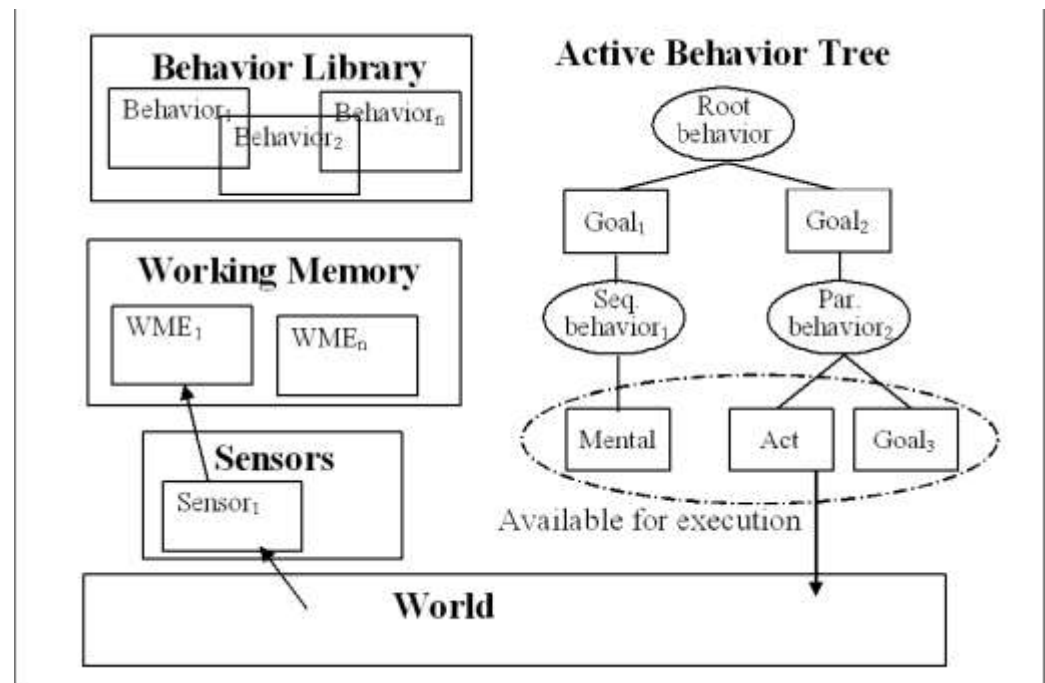 Behavior Library
Behavior₁
Behavior₂
Behaviorₙ
Working Memory
WME₁
WMEₙ
Sensors
Sensor₁
Active Behavior Tree
Root
behavior
Goal₁
Goal₂
Seq.
behavior₁
Par.
behavior₂
Mental
Act
Goal₃
Available for execution
World